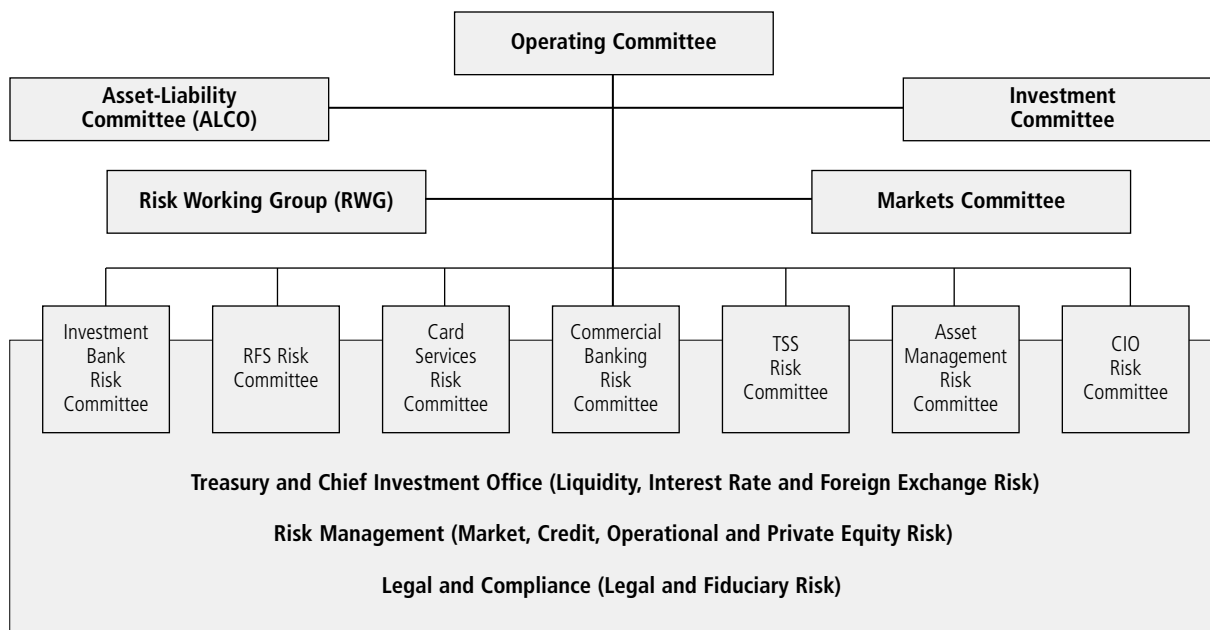 Operating Committee
Asset-Liability
Committee (ALCO)
Investment
Committee
Risk Working Group (RWG)
Markets Committee
Investment
Bank
Risk
Committee
RFS Risk
Committee
Card
Services
Risk
Committee
Commercial
Banking
Risk
Committee
TSS
Risk
Committee
Asset
Management
Risk
Committee
CIO
Risk
Committee
Treasury and Chief Investment Office (Liquidity, Interest Rate and Foreign Exchange Risk)
Risk Management (Market, Credit, Operational and Private Equity Risk)
Legal and Compliance (Legal and Fiduciary Risk)